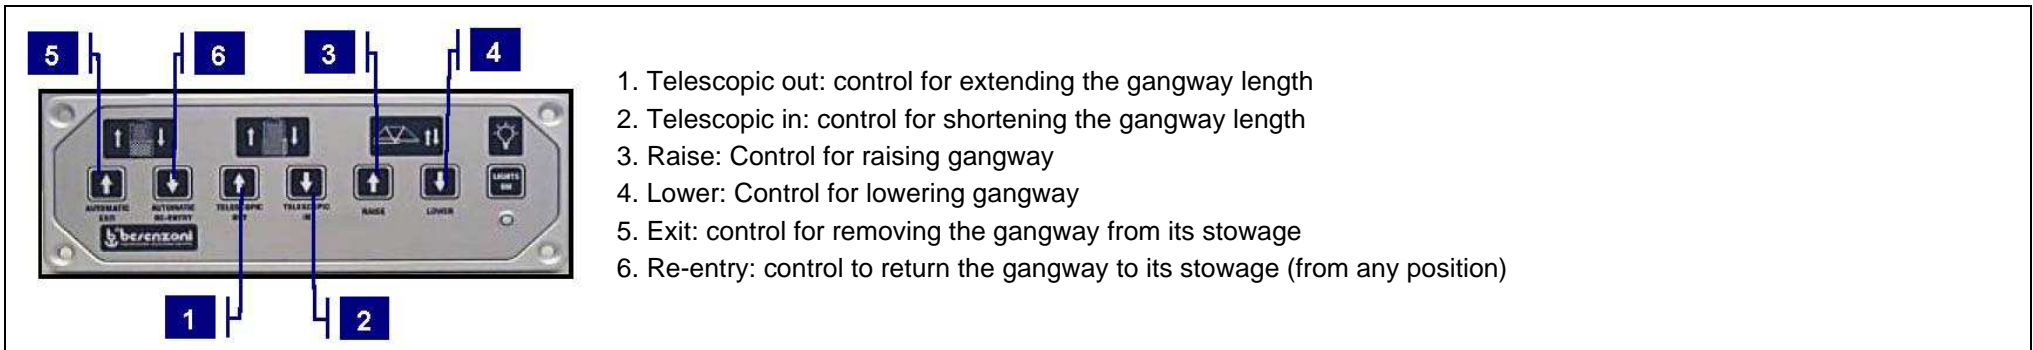 5
6
3
4
AUTOMATIC
EXIT
AUTOMATIC
RE-ENTRY
TELESCOPIC
OUT
TELESCOPIC
IN
RAISE
LOWER
LIGHTS
ON
besenzoni
1
2
1. Telescopic out: control for extending the gangway length
2. Telescopic in: control for shortening the gangway length
3. Raise: Control for raising gangway
4. Lower: Control for lowering gangway
5. Exit: control for removing the gangway from its stowage
6. Re-entry: control to return the gangway to its stowage (from any position)